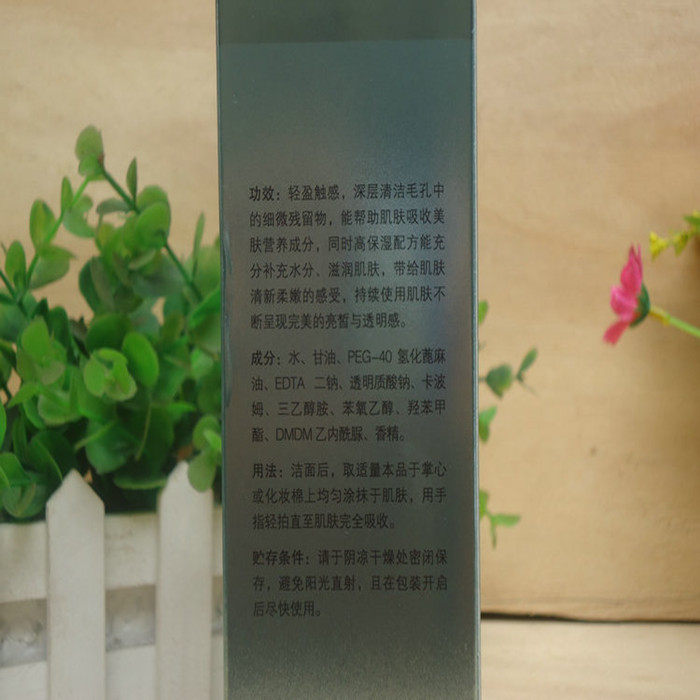 功效：轻盈触感，深层清洁毛孔中
的细微残留物，能帮助肌肤吸收美
肤营养成分，同时高保湿配方能充
分补充水分、滋润肌肤，带给肌肤
清新柔嫩的感受，持续使用肌肤不
断呈现完美的亮皙与透明感。
成分：水、甘油、PEG-40 氢化蓖麻
油、EDTA 二钠、透明质酸钠、卡波
姆、三乙醇胺、苯氧乙醇、羟苯甲
酯、DMDM 乙内酰脲、香精。
用法：洁面后，取适量本品于掌心
或化妆棉上均匀涂抹于肌肤，用手
指轻拍直至肌肤完全吸收。
贮存条件：请于阴凉干燥处密闭保
存，避免阳光直射，且在包装开启
后尽快使用。